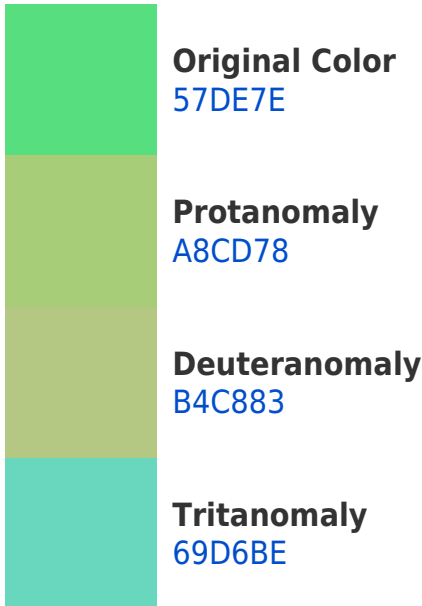 Original Color
57DE7E
Protanomaly
A8CD78
Deuteranomaly
B4C883
Tritanomaly
69D6BE